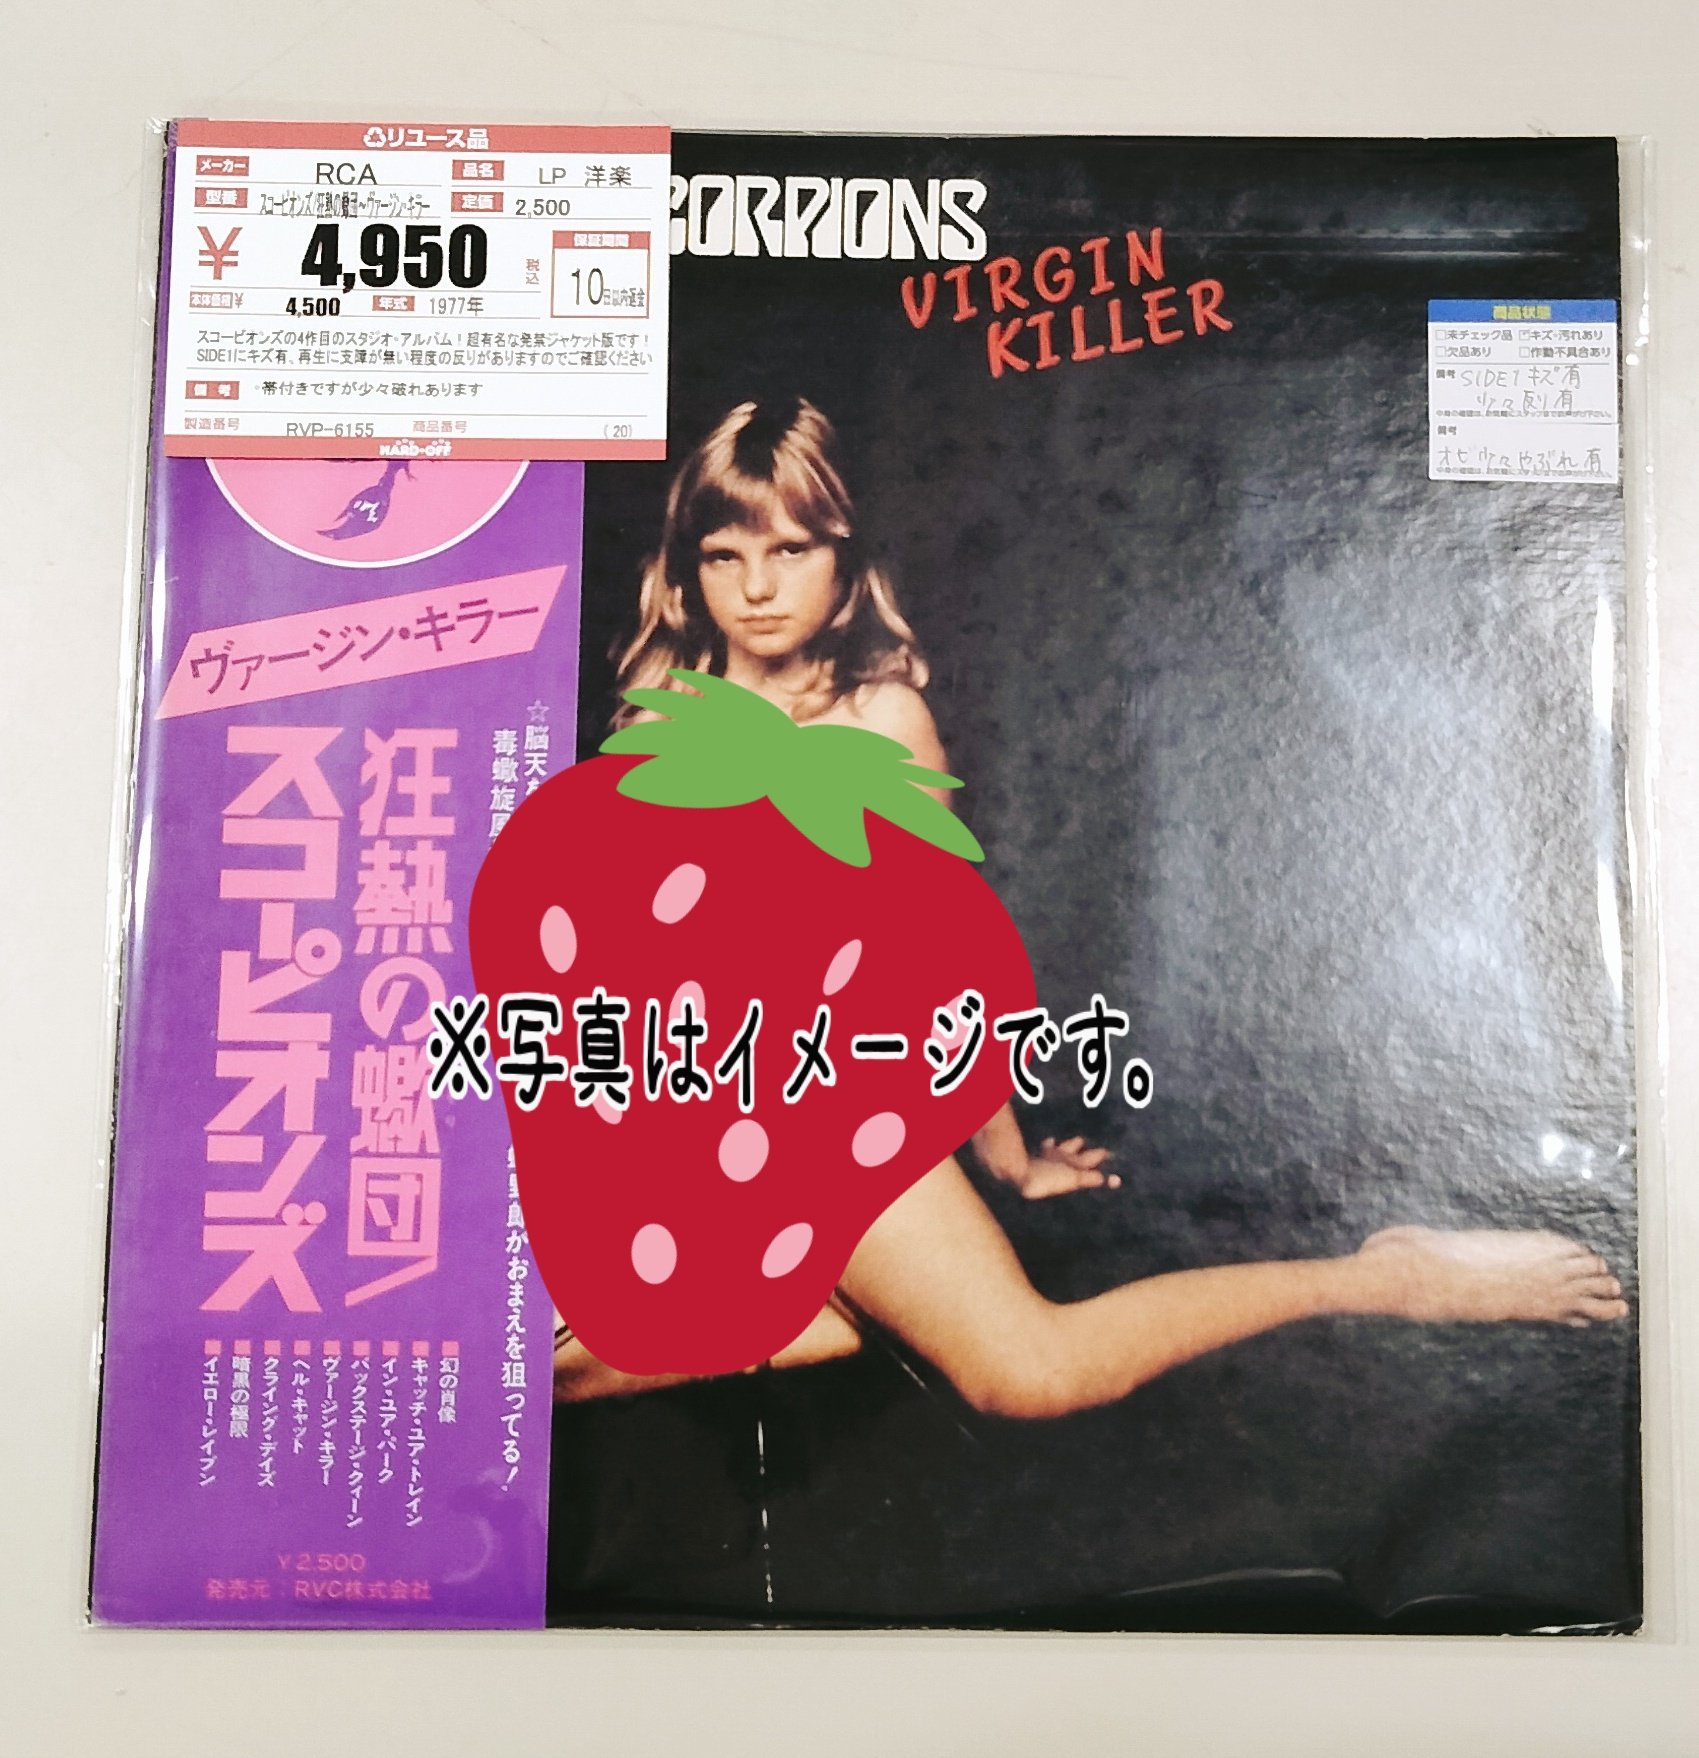 リユース品
メーカー RCA 品名 LP 洋楽
型番 スコーピオンズ/狂熱の蠍団~ヴァージン・キラー 定価 2,500
¥ 4,950 税込
保証期間
10日以内返金
本体価格¥ 4,500 年式 1977年
スコーピオンズの4作目のスタジオ・アルバム!超有名な発禁ジャケット版です!
SIDE1にキズ有、再生に支障が無い程度の反りがありますのでご確認ください
備考 ・帯付きですが少々破れあります
製造番号 RVP-6155 商品番号 (20)
HARD・OFF
CORPIONS
VIRGIN
KILLER
商品状態
□未チェック品 ☑キズ・汚れあり
□欠品あり □作動不具合あり
備考 SIDE1 キズ有
少々反り有
備考
オビ少々やぶれ有
ヴァージン・キラー
☆脳天
毒蠍旋風
野郎がおまえを狙ってる!
狂熱の蠍団
スコーピオンズ
※写真はイメージです。
■幻の肖像
■キャッチ・ユア・トレイン
■イン・ユア・パーク
■バックステージ・クィーン
■ヴァージン・キラー
■ヘル・キャット
■クライング・デイズ
■暗黒の極限
■イエロー・レイブン
¥2,500
発売元:RVC株式会社